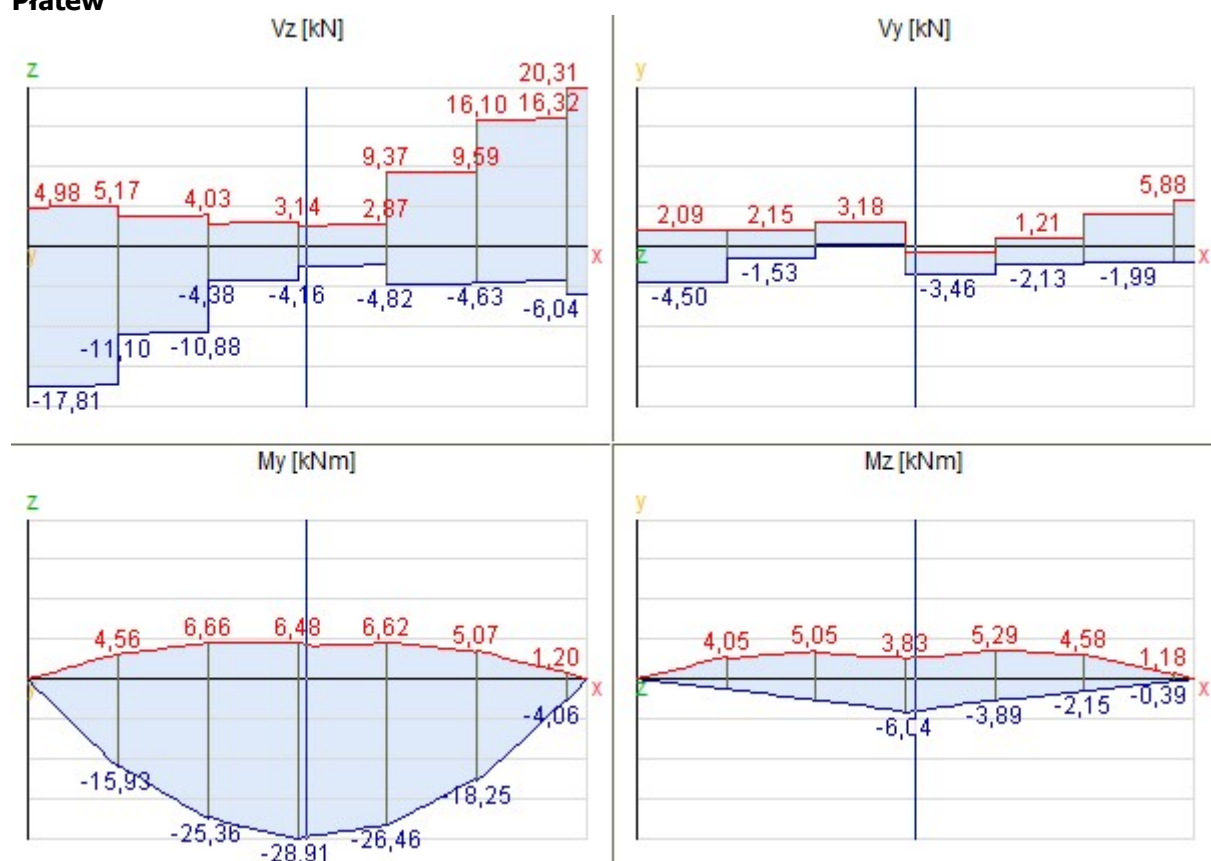 Płatew
Vz [kN]
z
20,31
16,10 16,32
9,37 9,59
4,98 5,17 4,03 3,14 2,87
y
x
-4,38 -4,16 -4,82 -4,63 -6,04
-11,10 -10,88
-17,81
Vy [kN]
y
5,88
2,09 2,15 3,18 1,21
z
x
-4,50 -1,53 -3,46 -2,13 -1,99
My [kNm]
z
4,56 6,66 6,48 6,62 5,07 1,20
y
x
-4,06
-15,93 -18,25
-25,36 -26,46
-28,91
Mz [kNm]
y
4,05 5,05 3,83 5,29 4,58 1,18
z
x
-6,04 -3,89 -2,15 -0,39